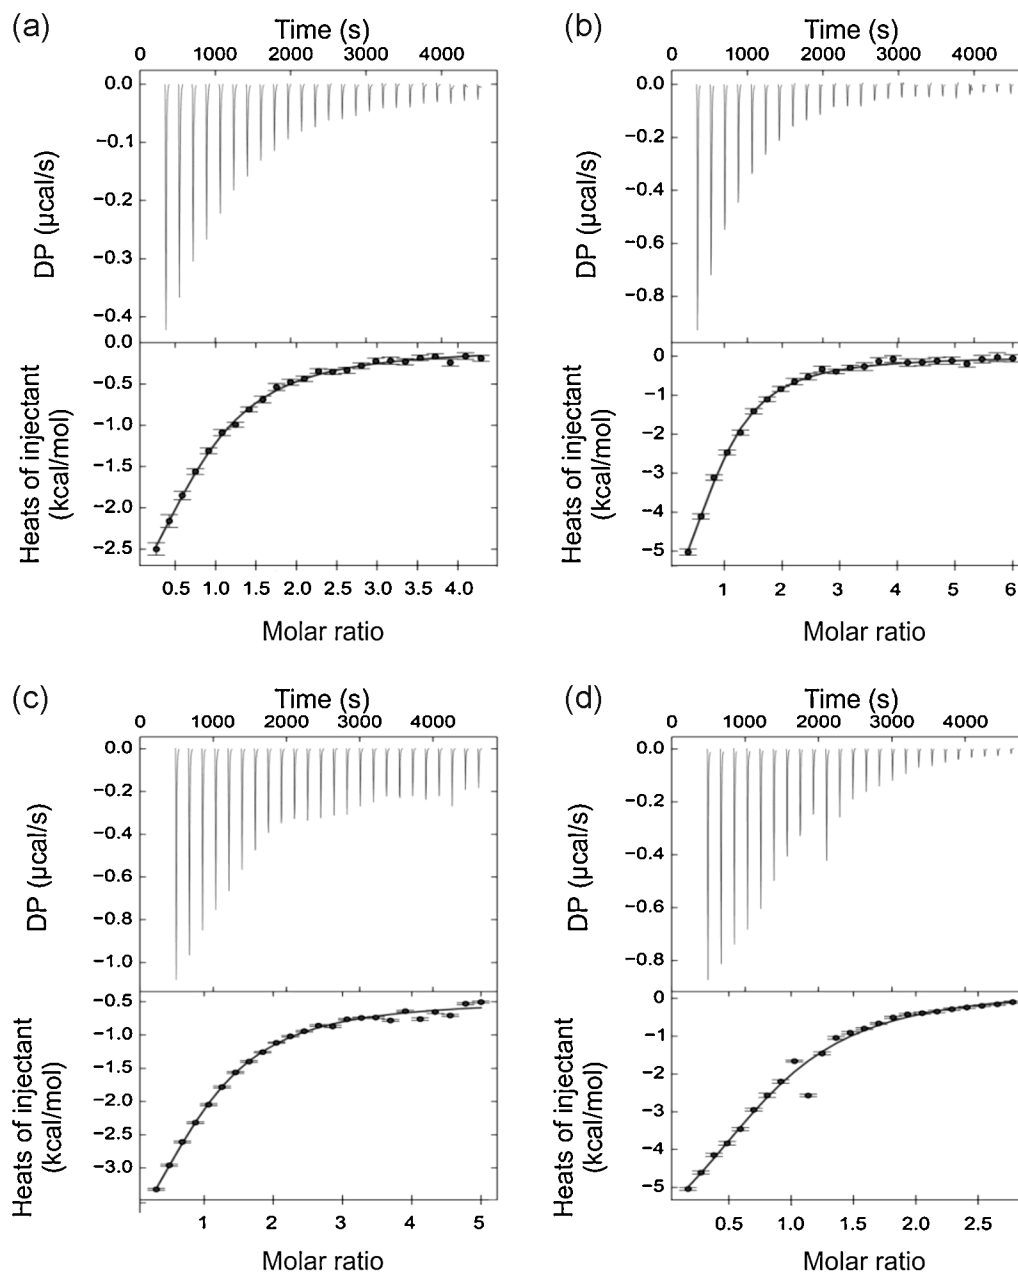 (a)
Time (s)
0 1000 2000 3000 4000
0.0
−0.1
−0.2
−0.3
−0.4
DP (µcal/s)
0.0
−0.5
−1.0
−1.5
−2.0
−2.5
Heats of injectant
(kcal/mol)
0.5 1.0 1.5 2.0 2.5 3.0 3.5 4.0
Molar ratio
(b)
Time (s)
0 1000 2000 3000 4000
0.0
−0.2
−0.4
−0.6
−0.8
DP (µcal/s)
0
−1
−2
−3
−4
−5
Heats of injectant
(kcal/mol)
1 2 3 4 5 6
Molar ratio
(c)
Time (s)
0 1000 2000 3000 4000
0.0
−0.2
−0.4
−0.6
−0.8
−1.0
DP (µcal/s)
−0.5
−1.0
−1.5
−2.0
−2.5
−3.0
Heats of injectant
(kcal/mol)
1 2 3 4 5
Molar ratio
(d)
Time (s)
0 1000 2000 3000 4000
0.0
−0.2
−0.4
−0.6
−0.8
DP (µcal/s)
0
−1
−2
−3
−4
−5
Heats of injectant
(kcal/mol)
0.5 1.0 1.5 2.0 2.5
Molar ratio